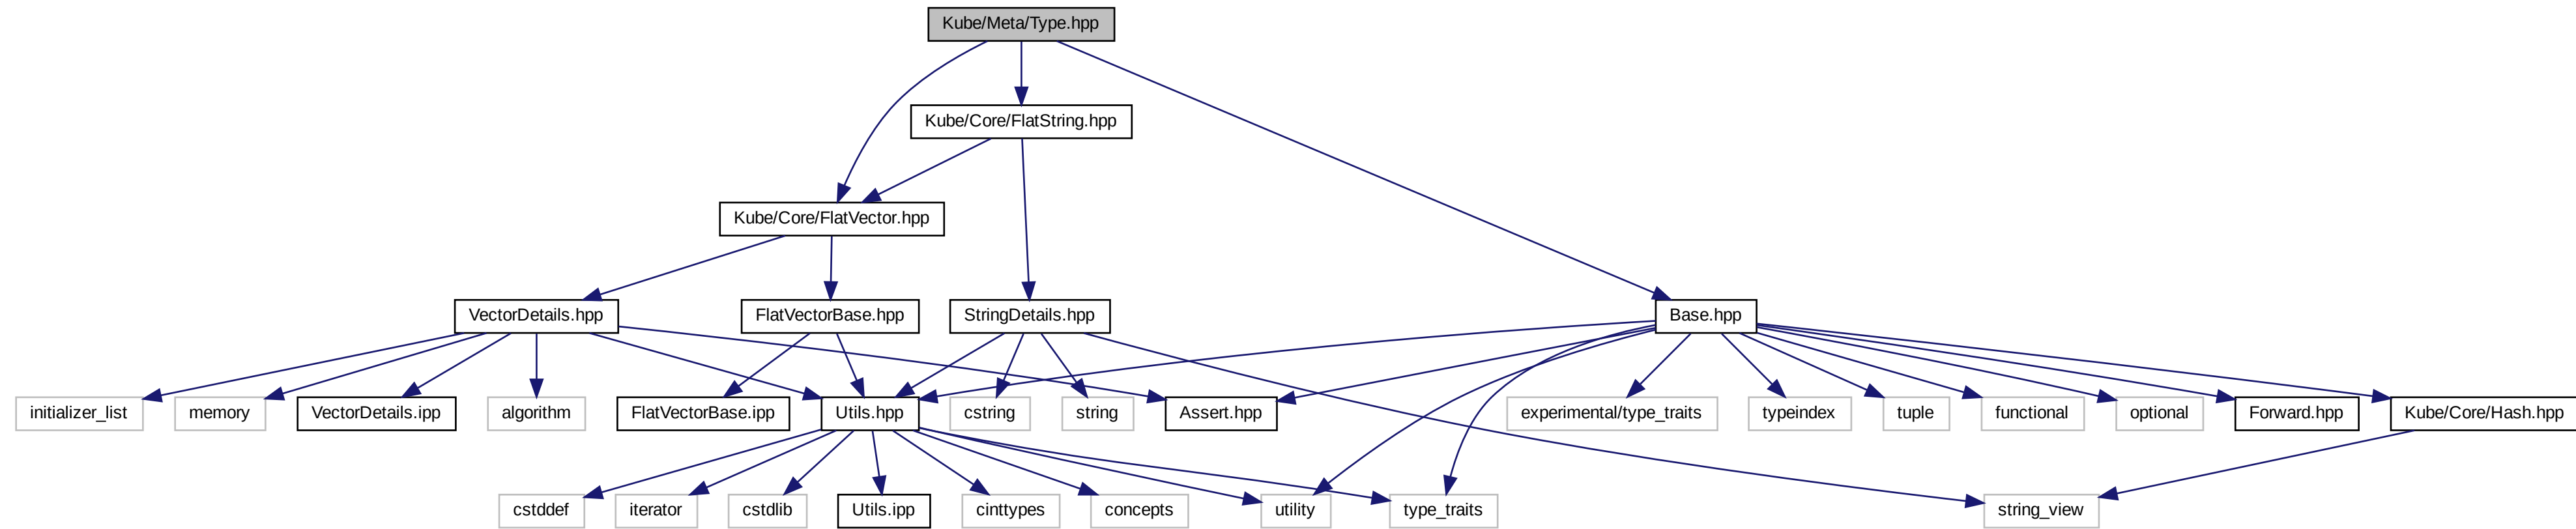 Kube/Meta/Type.hpp
Kube/Core/FlatString.hpp
Kube/Core/FlatVector.hpp
VectorDetails.hpp
FlatVectorBase.hpp
StringDetails.hpp
Base.hpp
initializer_list
memory
VectorDetails.ipp
algorithm
FlatVectorBase.ipp
Utils.hpp
cstring
string
Assert.hpp
experimental/type_traits
typeindex
tuple
functional
optional
Forward.hpp
Kube/Core/Hash.hpp
cstddef
iterator
cstdlib
Utils.ipp
cinttypes
concepts
utility
type_traits
string_view